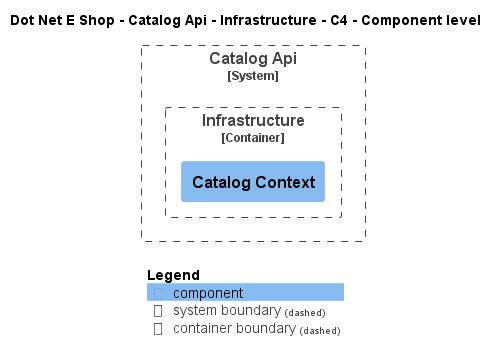 Dot Net E Shop - Catalog Api - Infrastructure - C4 - Component level
Catalog Api
[System]
Infrastructure
[Container]
Catalog Context
Legend
component
system boundary (dashed)
container boundary (dashed)